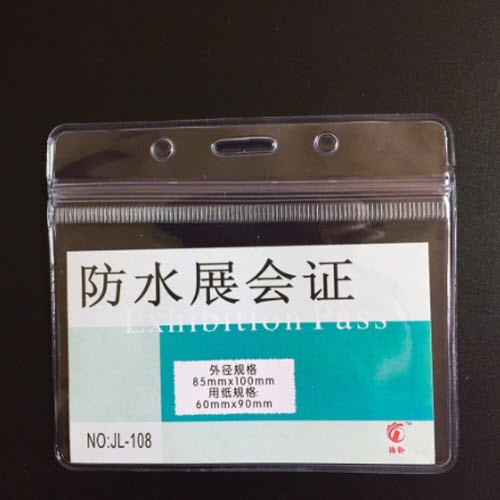 防水展会证
Exhibition Pass
外径规格
85mmx100mm
用纸规格:
60mmx90mm
NO:JL-108
TM